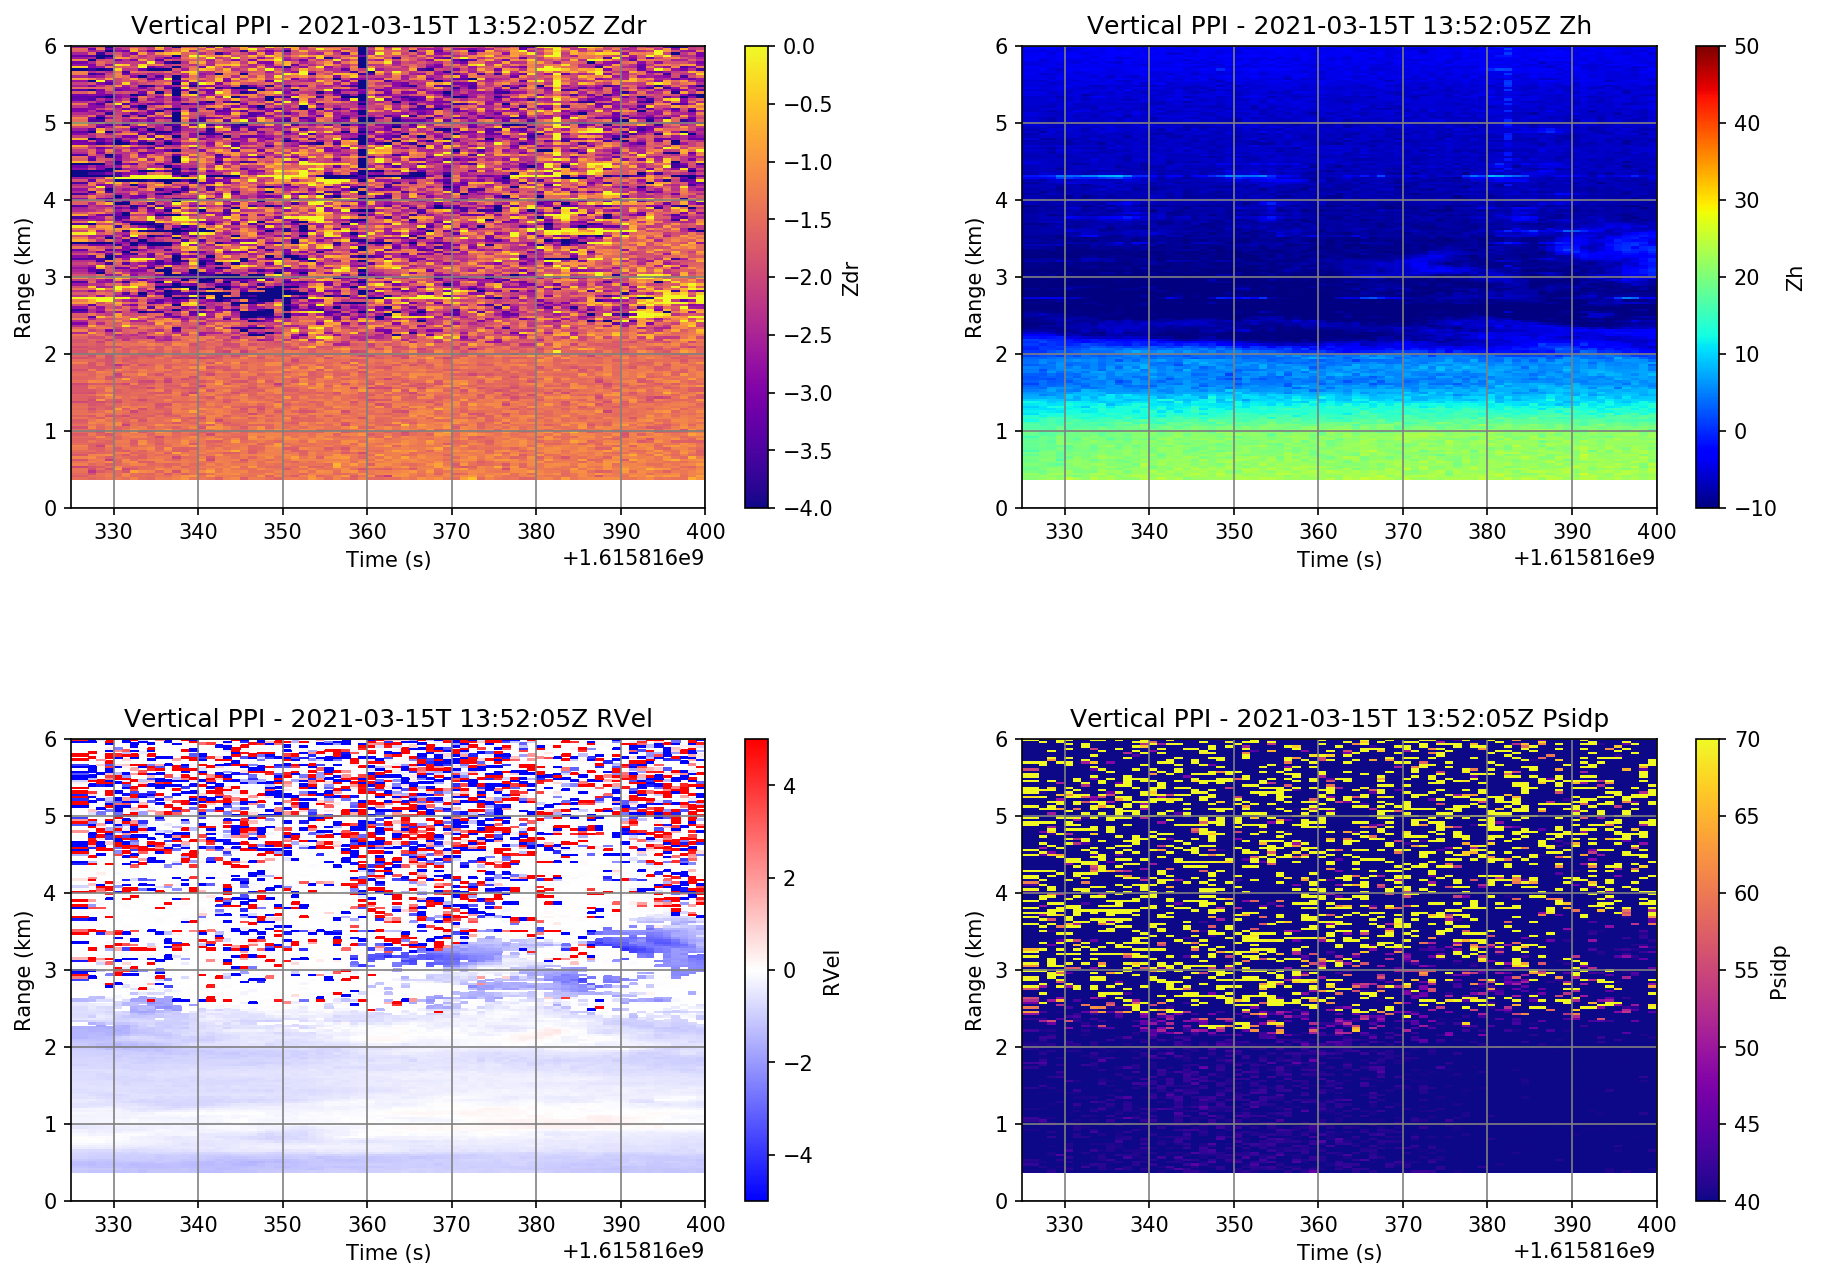 Vertical PPI - 2021-03-15T 13:52:05Z Zdr
6
5
4
3
2
1
0
Range (km)
330 340 350 360 370 380 390 400
Time (s)
+1.615816e9
0.0
−0.5
−1.0
−1.5
−2.0
−2.5
−3.0
−3.5
−4.0
Zdr
Vertical PPI - 2021-03-15T 13:52:05Z Zh
6
5
4
3
2
1
0
Range (km)
330 340 350 360 370 380 390 400
Time (s)
+1.615816e9
50
40
30
20
10
0
−10
Zh
Vertical PPI - 2021-03-15T 13:52:05Z RVel
6
5
4
3
2
1
0
Range (km)
330 340 350 360 370 380 390 400
Time (s)
+1.615816e9
4
2
0
−2
−4
RVel
Vertical PPI - 2021-03-15T 13:52:05Z Psidp
6
5
4
3
2
1
0
Range (km)
330 340 350 360 370 380 390 400
Time (s)
+1.615816e9
70
65
60
55
50
45
40
Psidp